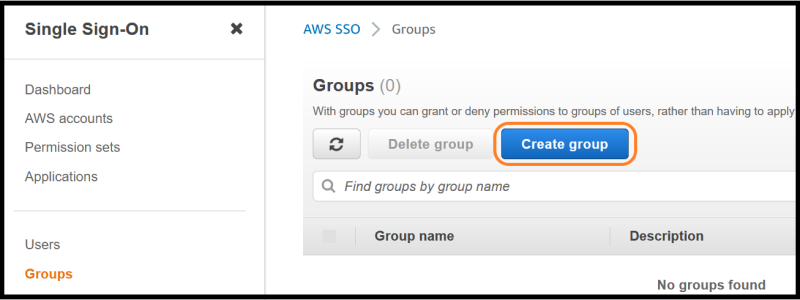 Single Sign-On
Dashboard
AWS accounts
Permission sets
Applications
Users
Groups
AWS SSO > Groups
Groups (0)
With groups you can grant or deny permissions to groups of users, rather than having to apply
Delete group
Create group
Find groups by group name
Group name
Description
No groups found